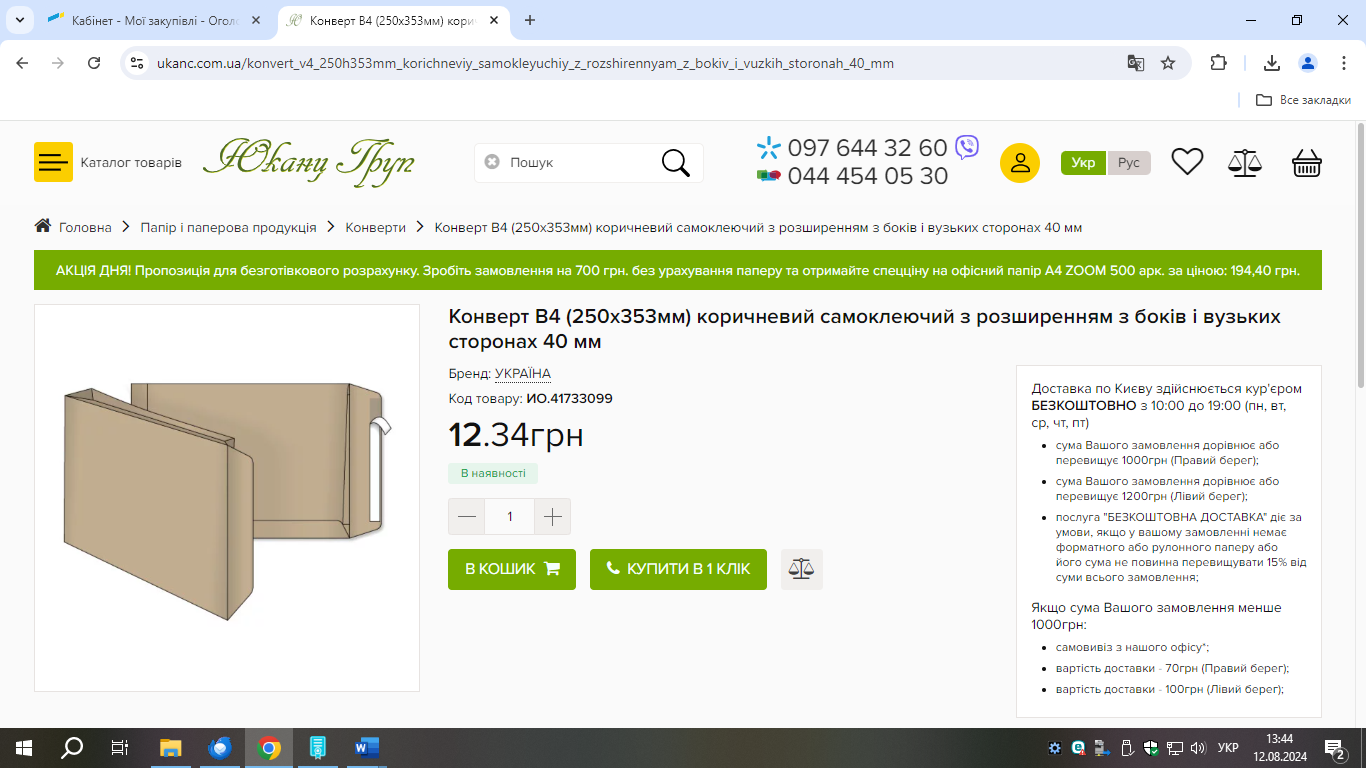 Кабінет - Мої закупівлі - Огол
Конверт В4 (250х353мм) кори
ukanc.com.ua/konvert_v4_250h353mm_korichneviy_samokleyuchiy_z_rozshirennyam_z_bokiv_i_vuzkih_storonah_40_mm
Все закладки
Каталог товарів
Юкану Груп
Пошук
097 644 32 60
044 454 05 30
Укр
Рус
Головна
Папір і паперова продукція
Конверти
Конверт В4 (250х353мм) коричневий самоклеючий з розширенням з боків і вузьких сторонах 40 мм
АКЦІЯ ДНЯ! Пропозиція для безготівкового розрахунку. Зробіть замовлення на 700 грн. без урахування паперу та отримайте спецціну на офісний папір А4 ZOOM 500 арк. за ціною: 194,40 грн.
Конверт В4 (250х353мм) коричневий самоклеючий з розширенням з боків і вузьких
сторонах 40 мм
Бренд: УКРАЇНА
Код товару: ИО.41733099
12.34грн
В наявності
1
В КОШИК
КУПИТИ В 1 КЛІК
Доставка по Києву здійснюється кур'єром
БЕЗКОШТОВНО з 10:00 до 19:00 (пн, вт,
ср, чт, пт)
сума Вашого замовлення дорівнює або
перевищує 1000грн (Правий берег);
сума Вашого замовлення дорівнює або
перевищує 1200грн (Лівий берег);
послуга "БЕЗКОШТОВНА ДОСТАВКА" діє за
умови, якщо у вашому замовленні немає
форматного або рулонного паперу або
його сума не повинна перевищувати 15% від
суми всього замовлення;
Якщо сума Вашого замовлення менше
1000грн:
самовивіз з нашого офісу*;
вартість доставки - 70грн (Правий берег);
вартість доставки - 100грн (Лівий берег);
УКР
13:44
12.08.2024
2